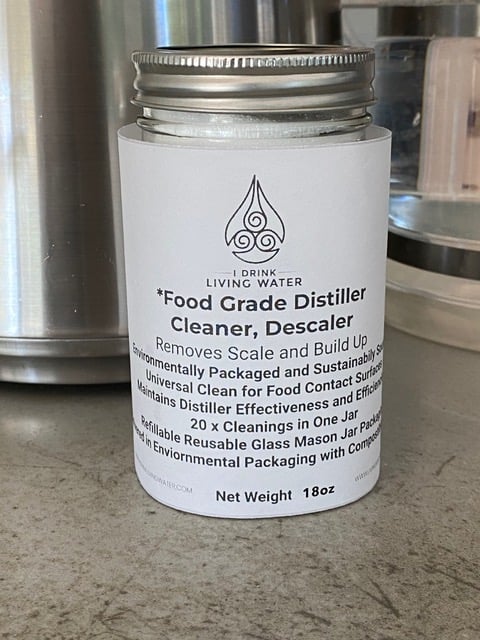 I DRINK
LIVING WATER
*Food Grade Distiller
Cleaner, Descaler
Removes Scale and Build Up
Environmentally Packaged and Sustainabily
Universal Clean for Food Contact Surfaces
Maintains Distiller Effectiveness and
20 x Cleanings in One Jar
Refillable Reusable Glass Mason Jar
in Enviornmental Packaging with
Net Weight 18oz